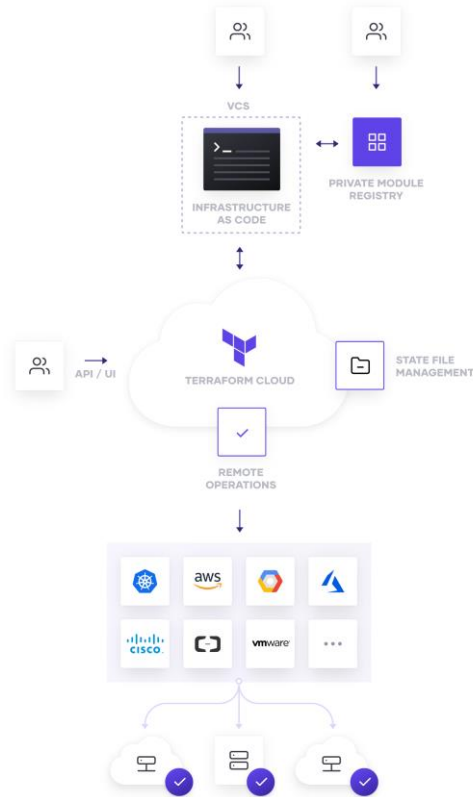 VCS
>_
INFRASTRUCTURE
AS CODE
PRIVATE MODULE
REGISTRY
API / UI
TERRAFORM CLOUD
STATE FILE
MANAGEMENT
REMOTE
OPERATIONS
aws
CISCO
vmware